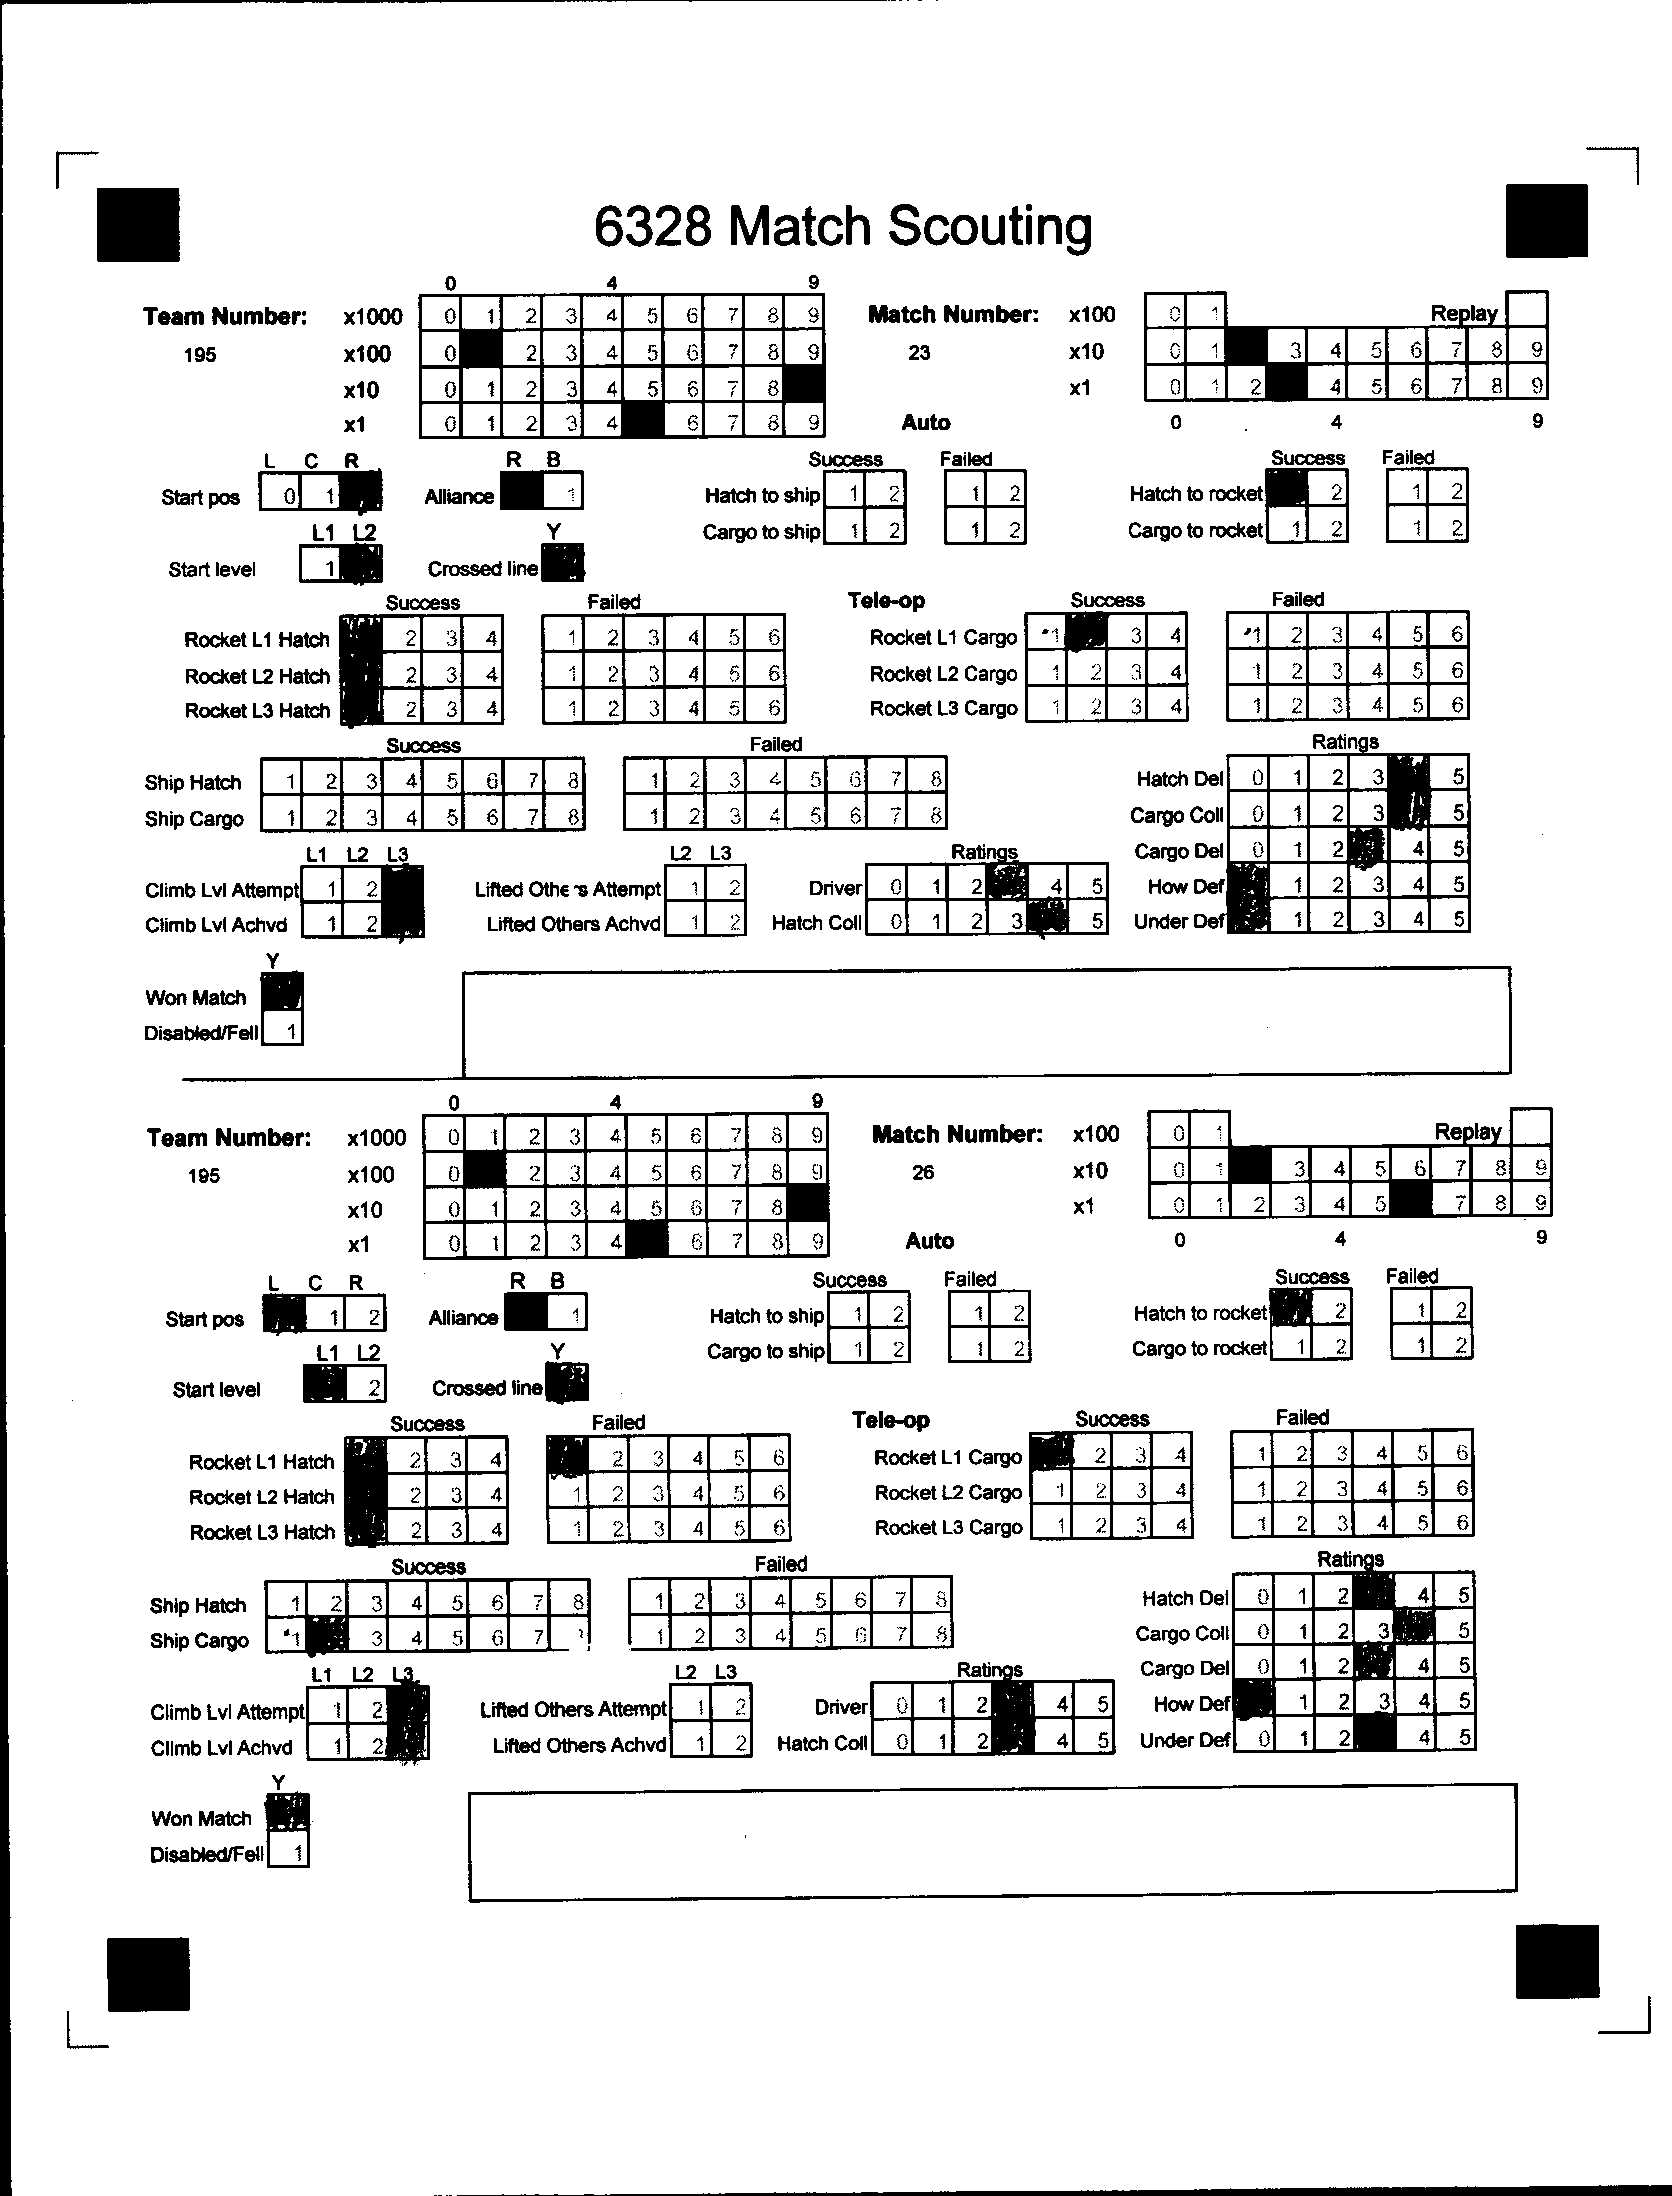 6328 Match Scouting
0 4 9
Team Number: x1000 0 1 2 3 4 5 6 7 8 9 Match Number: x100 0 1 Replay
195 x100 0 2 3 4 5 6 7 8 9 23 x10 0 1 3 4 5 6 7 8 9
x10 0 1 2 3 4 5 6 7 8 x1 0 1 2 4 5 6 7 8 9
x1 0 1 2 3 4 6 7 8 9 Auto 0 4 9
L C R R B Success Failed Success Failed
Start pos 0 1 Alliance 1 Hatch to ship 1 2 1 2 Hatch to rocket 2 1 2
L1 L2 Y Cargo to ship 1 2 1 2 Cargo to rocket 1 2 1 2
Start level 1 Crossed line
Success Failed Tele-op Success Failed
Rocket L1 Hatch 2 3 4 1 2 3 4 5 6 Rocket L1 Cargo 1 3 4 1 2 3 4 5 6
Rocket L2 Hatch 2 3 4 1 2 3 4 5 6 Rocket L2 Cargo 1 2 3 4 1 2 3 4 5 6
Rocket L3 Hatch 2 3 4 1 2 3 4 5 6 Rocket L3 Cargo 1 2 3 4 1 2 3 4 5 6
Success Failed Ratings
Ship Hatch 1 2 3 4 5 6 7 8 1 2 3 4 5 6 7 8 Hatch Del 0 1 2 3 5
Ship Cargo 1 2 3 4 5 6 7 8 1 2 3 4 5 6 7 8 Cargo Coll 0 1 2 3 5
L1 L2 L3 L2 L3 Ratings Cargo Del 0 1 2 4 5
Climb Lvl Attempt 1 2 Lifted Others Attempt 1 2 Driver 0 1 2 4 5 How Def 1 2 3 4 5
Climb Lvl Achvd 1 2 Lifted Others Achvd 1 2 Hatch Coll 0 1 2 3 5 Under Def 1 2 3 4 5
Y
Won Match
Disabled/Fell 1
0 4 9
Team Number: x1000 0 1 2 3 4 5 6 7 8 9 Match Number: x100 0 1 Replay
195 x100 0 2 3 4 5 6 7 8 9 26 x10 0 1 3 4 5 6 7 8 9
x10 0 1 2 3 4 5 6 7 8 x1 0 1 2 3 4 5 7 8 9
x1 0 1 2 3 4 6 7 8 9 Auto 0 4 9
L C R R B Success Failed Success Failed
Start pos 1 2 Alliance 1 Hatch to ship 1 2 1 2 Hatch to rocket 2 1 2
L1 L2 Y Cargo to ship 1 2 1 2 Cargo to rocket 1 2 1 2
Start level 2 Crossed line
Success Failed Tele-op Success Failed
Rocket L1 Hatch 2 3 4 2 3 4 5 6 Rocket L1 Cargo 2 3 4 1 2 3 4 5 6
Rocket L2 Hatch 2 3 4 1 2 3 4 5 6 Rocket L2 Cargo 1 2 3 4 1 2 3 4 5 6
Rocket L3 Hatch 2 3 4 1 2 3 4 5 6 Rocket L3 Cargo 1 2 3 4 1 2 3 4 5 6
Success Failed Ratings
Ship Hatch 1 2 3 4 5 6 7 8 1 2 3 4 5 6 7 8 Hatch Del 0 1 2 4 5
Ship Cargo 1 3 4 5 6 7 1 2 3 4 5 6 7 8 Cargo Coll 0 1 2 3 5
L1 L2 L3 L2 L3 Ratings Cargo Del 0 1 2 4 5
Climb Lvl Attempt 1 2 Lifted Others Attempt 1 2 Driver 0 1 2 4 5 How Def 1 2 3 4 5
Climb Lvl Achvd 1 2 Lifted Others Achvd 1 2 Hatch Coll 0 1 2 4 5 Under Def 0 1 2 4 5
Y
Won Match
Disabled/Fell 1